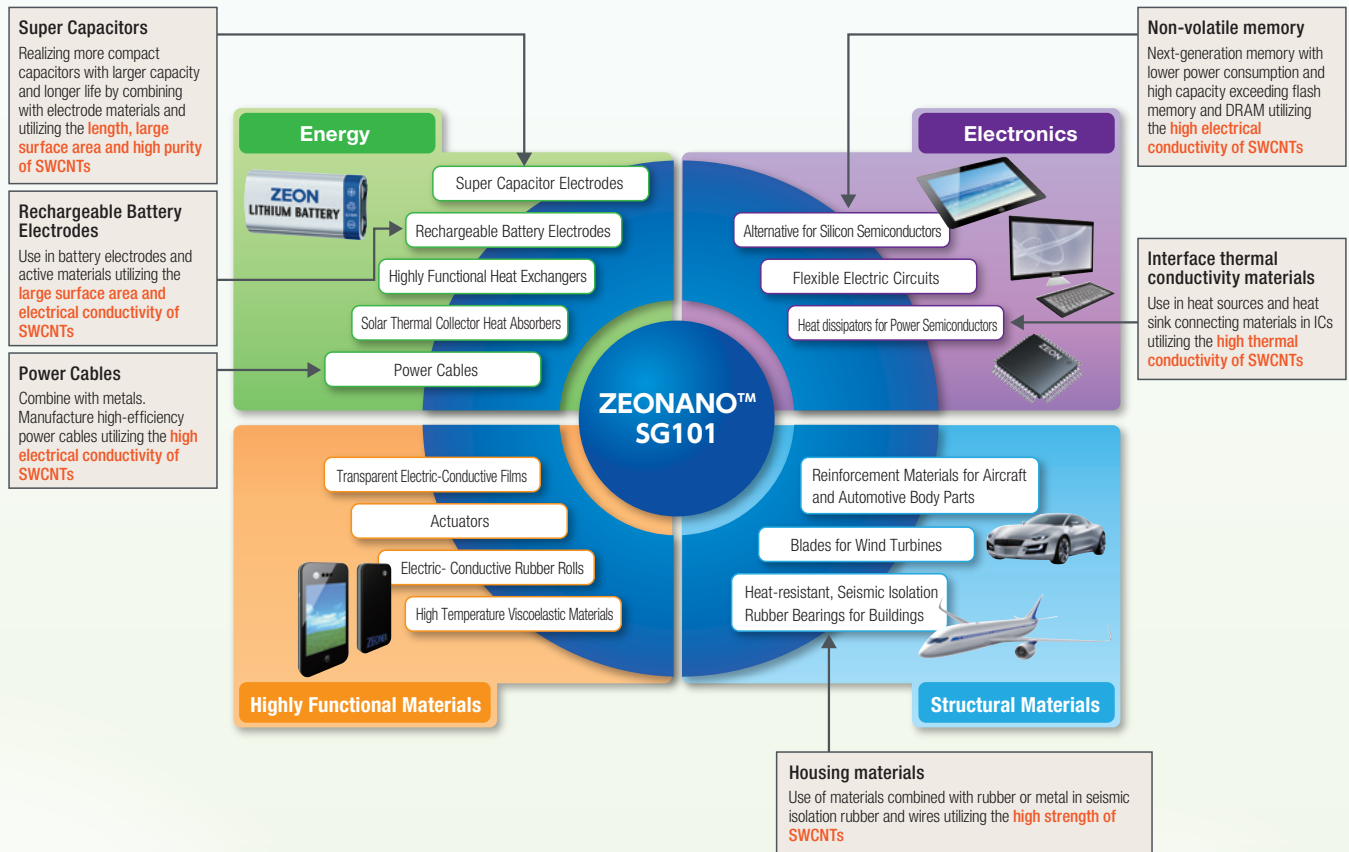 Super Capacitors
Realizing more compact
capacitors with larger capacity
and longer life by combining
with electrode materials and
utilizing the length, large
surface area and high purity
of SWCNTs
Rechargeable Battery
Electrodes
Use in battery electrodes and
active materials utilizing the
large surface area and
electrical conductivity of
SWCNTs
Power Cables
Combine with metals.
Manufacture high-efficiency
power cables utilizing the high
electrical conductivity of
SWCNTs
Energy
ZEON
LITHIUM BATTERY
Super Capacitor Electrodes
Rechargeable Battery Electrodes
Highly Functional Heat Exchangers
Solar Thermal Collector Heat Absorbers
Power Cables
Electronics
Alternative for Silicon Semiconductors
Flexible Electric Circuits
Heat dissipators for Power Semiconductors
ZEON
Non-volatile memory
Next-generation memory with
lower power consumption and
high capacity exceeding flash
memory and DRAM utilizing
the high electrical
conductivity of SWCNTs
Interface thermal
conductivity materials
Use in heat sources and heat
sink connecting materials in ICs
utilizing the high thermal
conductivity of SWCNTs
ZEONANO™
SG101
Transparent Electric-Conductive Films
Actuators
Electric- Conductive Rubber Rolls
High Temperature Viscoelastic Materials
Highly Functional Materials
Reinforcement Materials for Aircraft
and Automotive Body Parts
Blades for Wind Turbines
Heat-resistant, Seismic Isolation
Rubber Bearings for Buildings
Structural Materials
Housing materials
Use of materials combined with rubber or metal in seismic
isolation rubber and wires utilizing the high strength of
SWCNTs